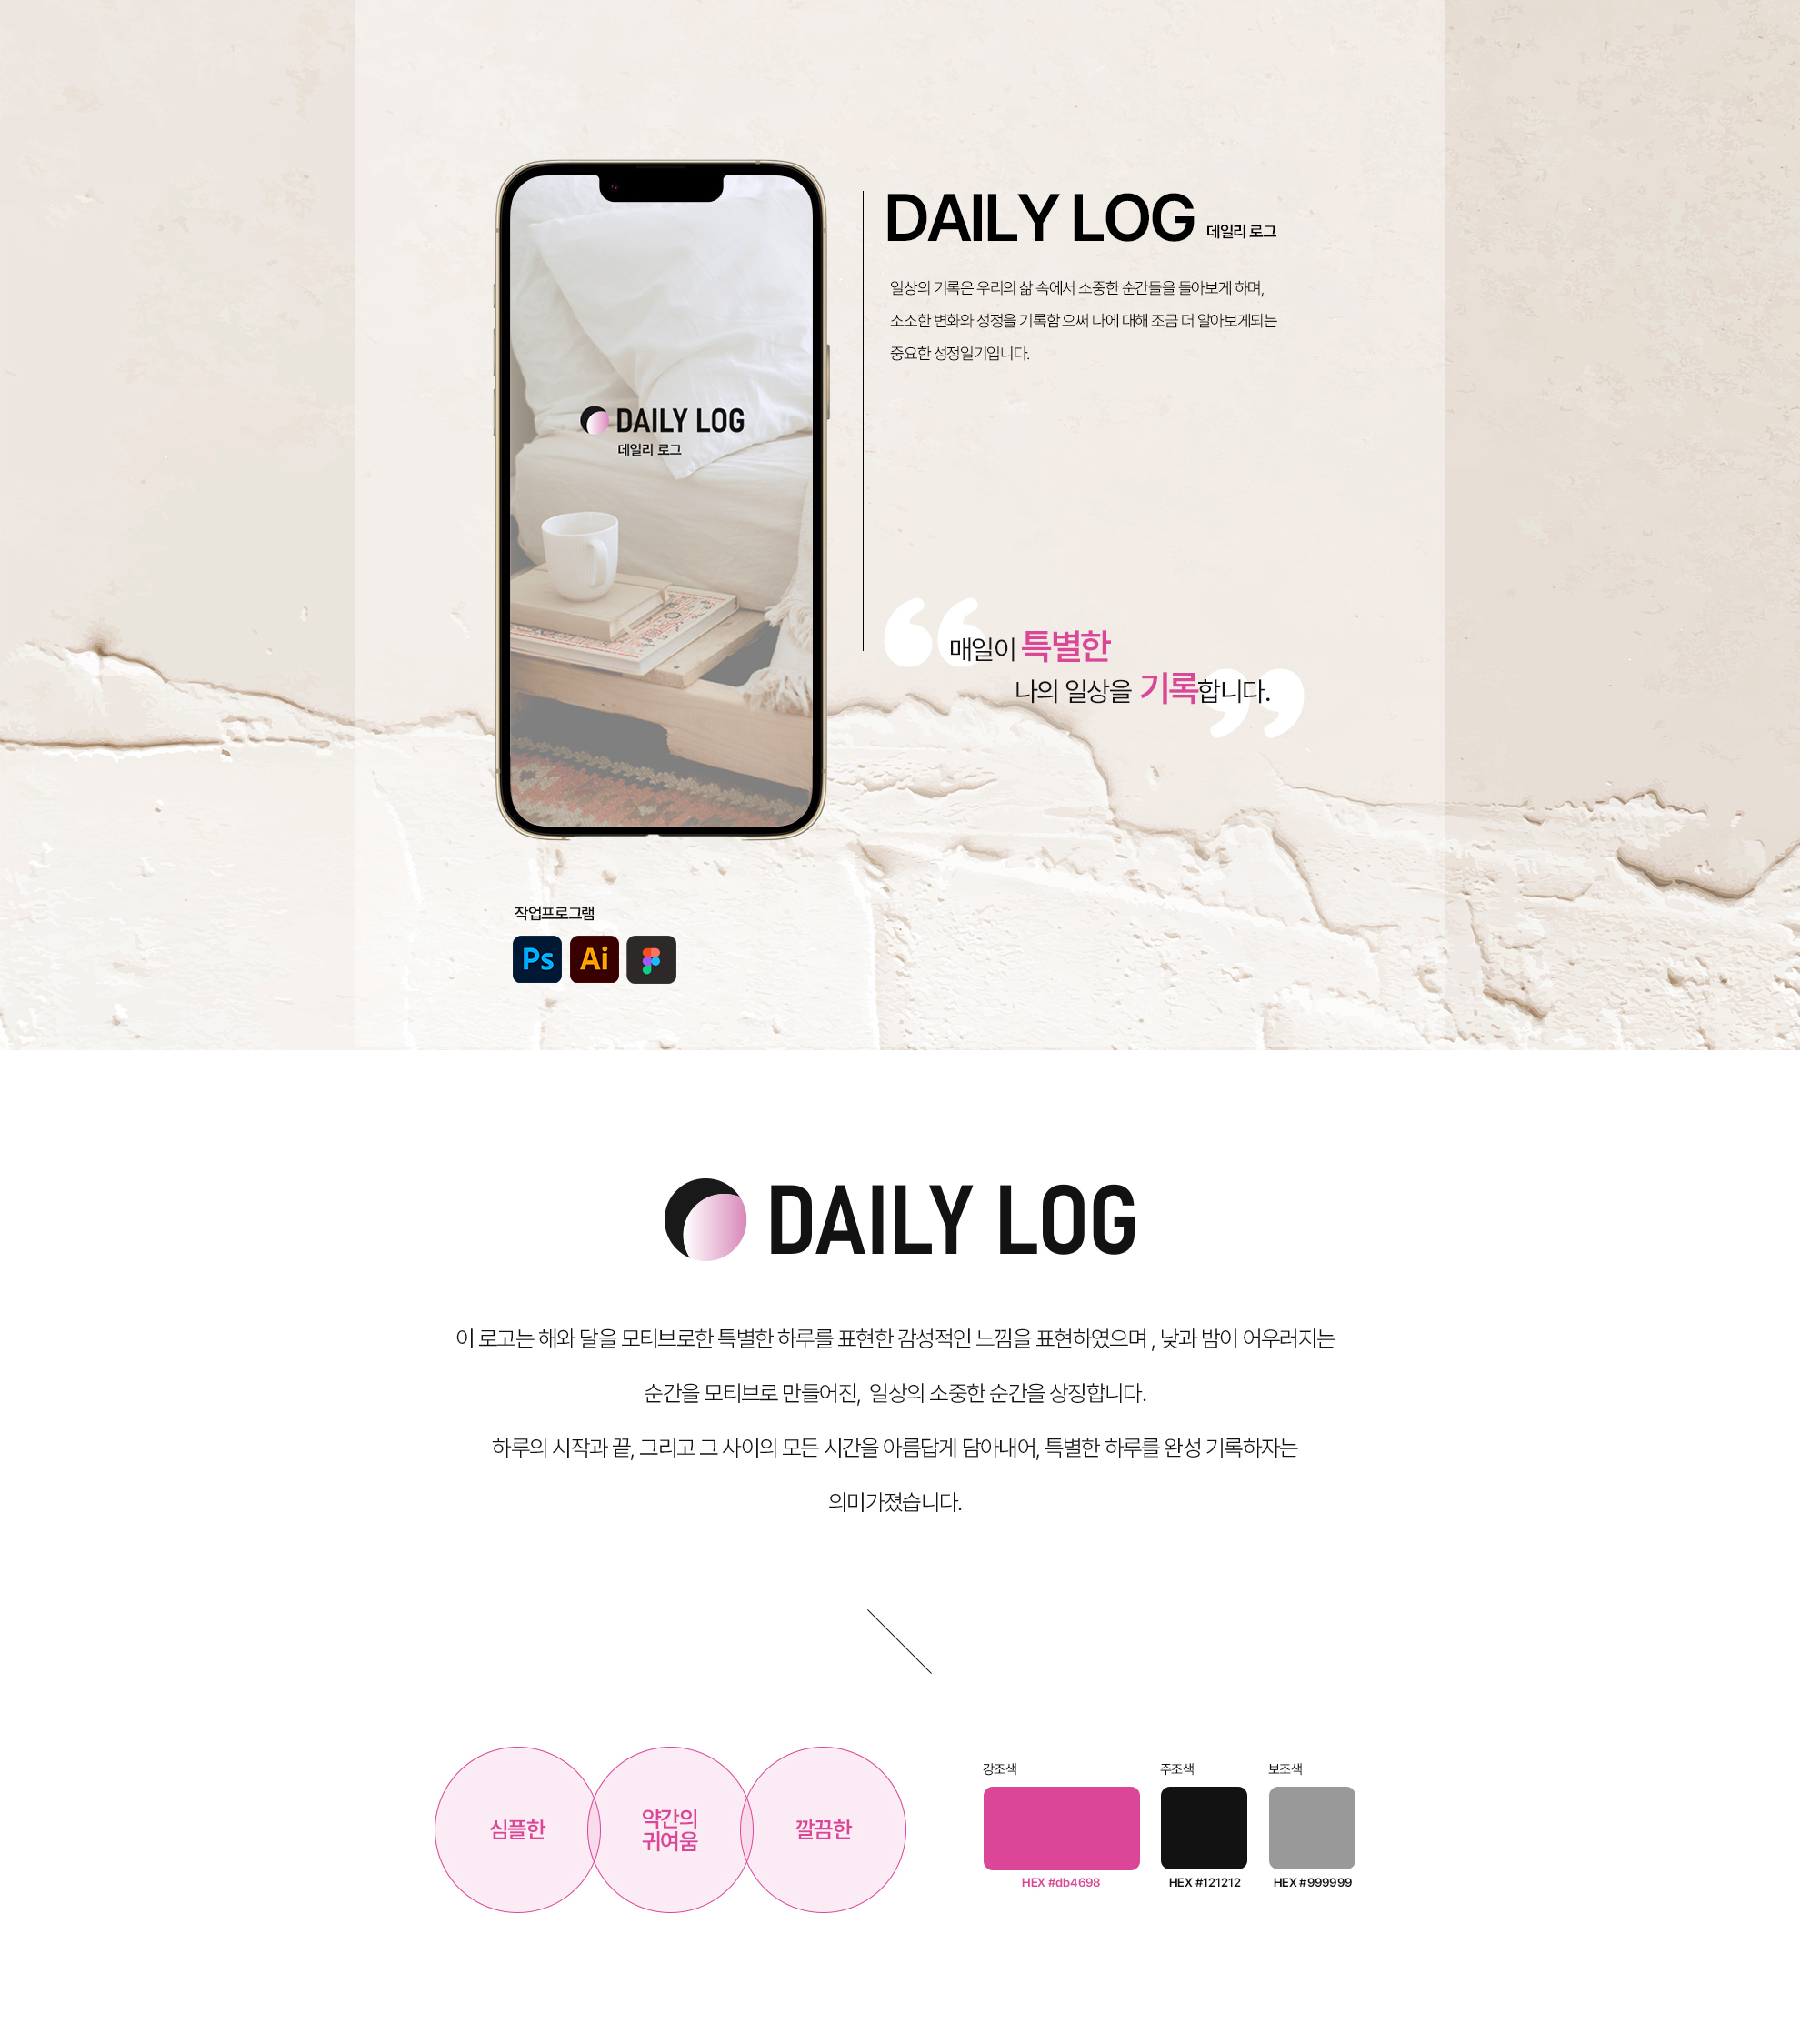 DAILY LOG 데일리 로그
일상의 기록은 우리의 삶 속에서 소중한 순간들을 돌아보게 하며,
소소한 변화와 성정을 기록함 으써 나에 대해 조금 더 알아보게되는
중요한 성정일기입니다.
DAILY LOG
데일리 로그
“ 매일이 특별한
나의 일상을 기록합니다. ”
작업프로그램
Ps Ai
DAILY LOG
이 로고는 해와 달을 모티브로한 특별한 하루를 표현한 감성적인 느낌을 표현하였으며 , 낮과 밤이 어우러지는
순간을 모티브로 만들어진, 일상의 소중한 순간을 상징합니다.
하루의 시작과 끝, 그리고 그 사이의 모든 시간을 아름답게 담아내어, 특별한 하루를 완성 기록하자는
의미가졌습니다.
심플한
약간의
귀여움
깔끔한
강조색 주조색 보조색
HEX #db4698 HEX #121212 HEX #999999